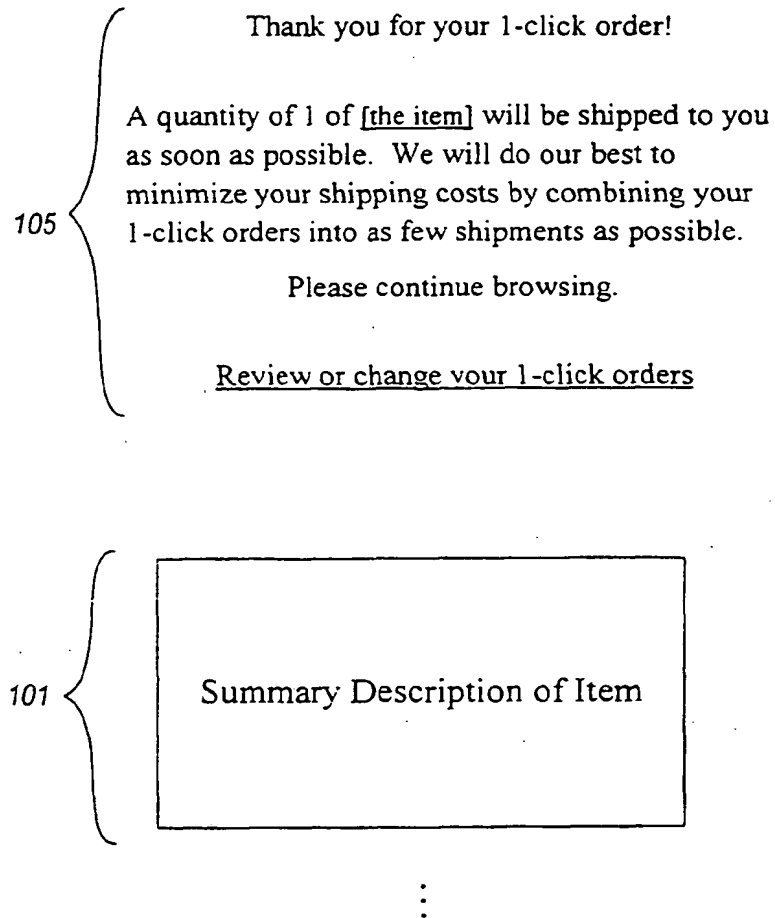 Thank you for your 1-click order!
A quantity of 1 of [the item] will be shipped to you
as soon as possible. We will do our best to
minimize your shipping costs by combining your
1-click orders into as few shipments as possible.
105
Please continue browsing.
Review or change your 1-click orders
101
Summary Description of Item